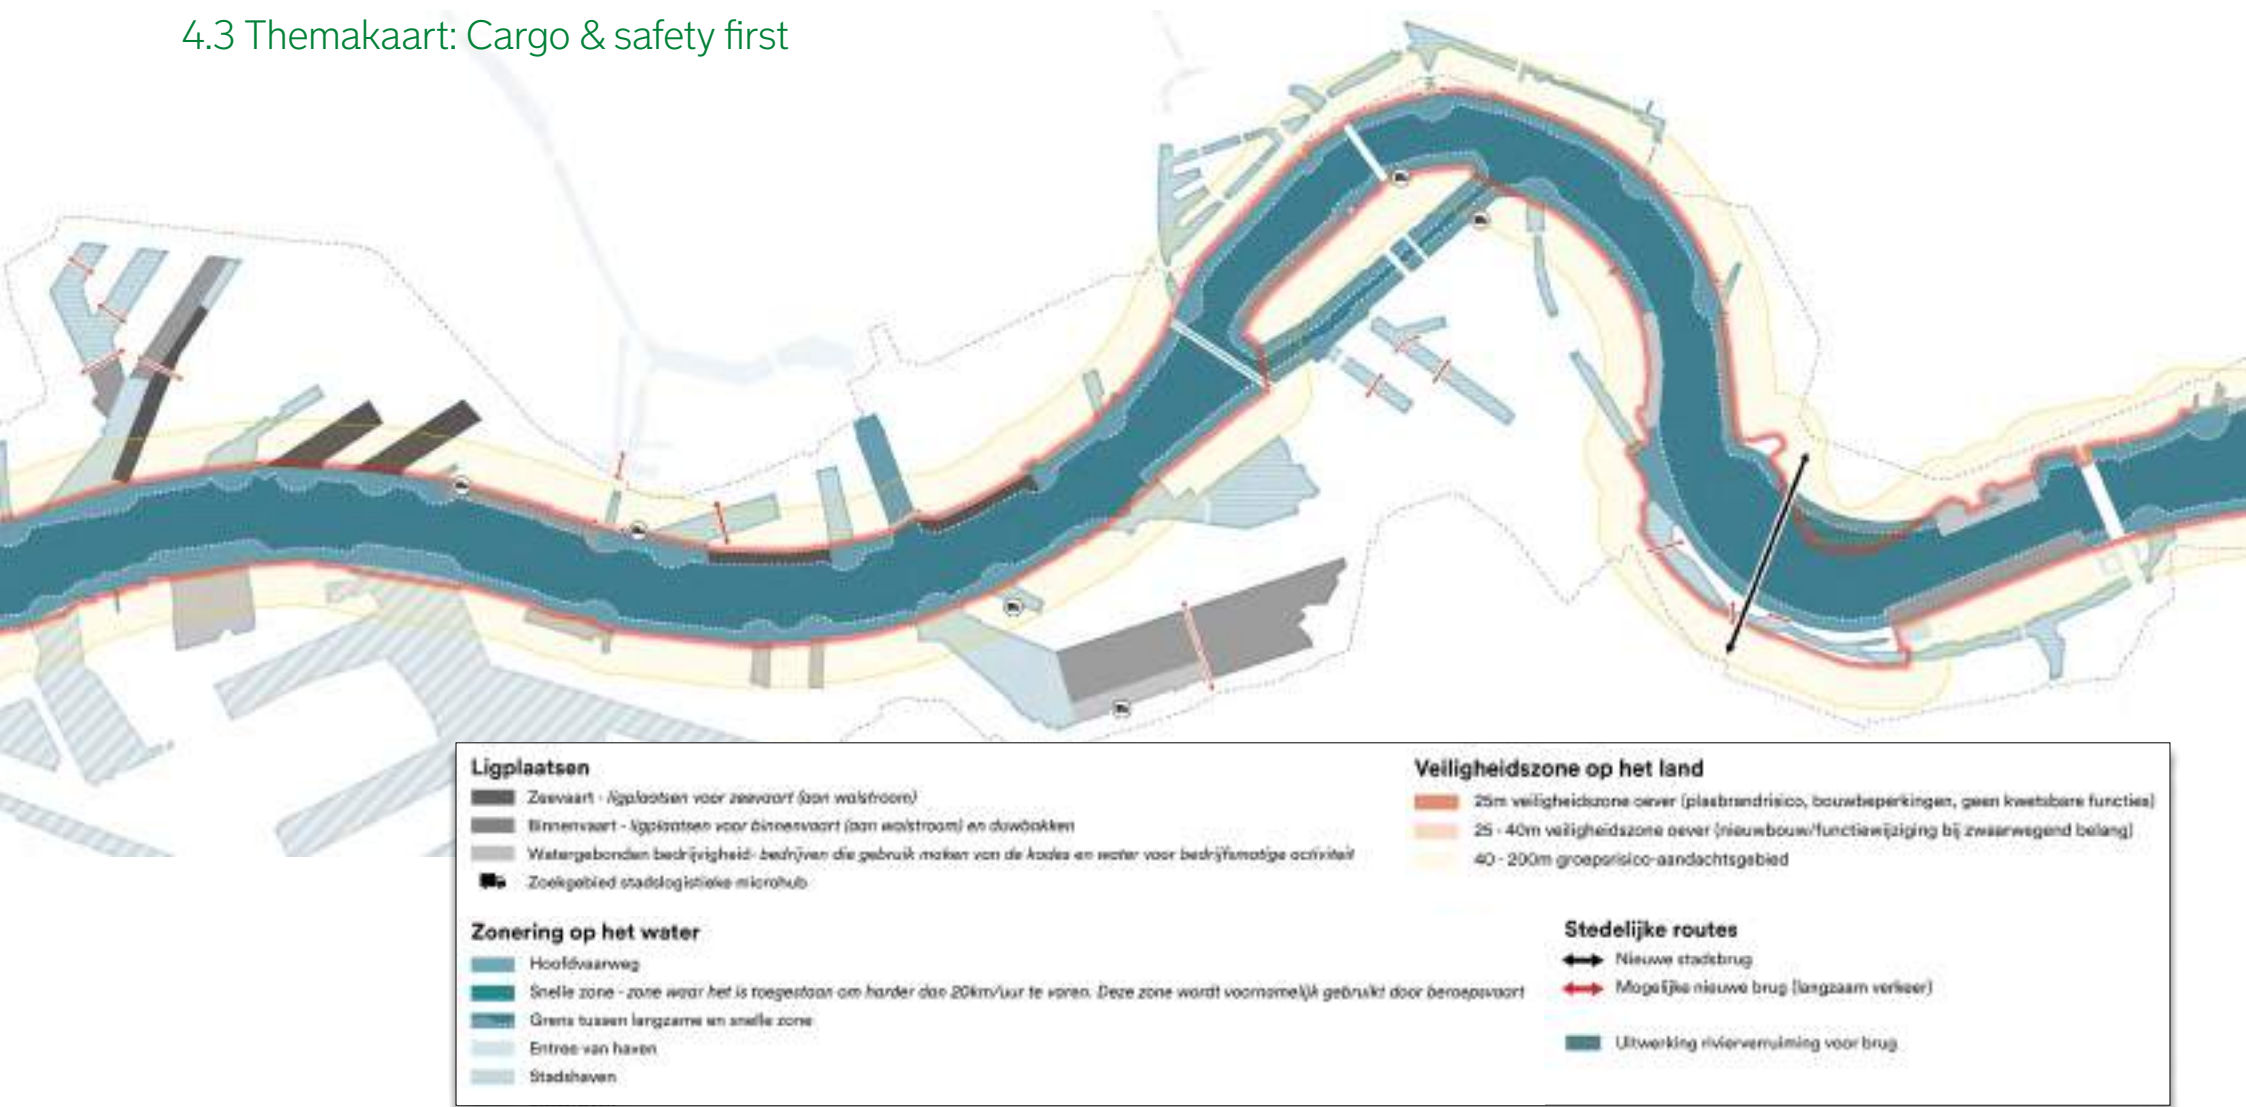 4.3 Themakaart: Cargo & safety first
Ligplaatsen
Zeevaart - ligplaatsen voor zeevaart (aan walstroom)
Binnenvaart - ligplaatsen voor binnenvaart (aan walstroom) en duwbakken
Watergebonden bedrijvigheid- bedrijven die gebruik maken van de kades en water voor bedrijfsmatige activiteit
Zoekgebied stadslogistieke microhub
Zonering op het water
Hoofdvaarweg
Snelle zone - zone waar het is toegestaan om harder dan 20km/uur te varen. Deze zone wordt voornamelijk gebruikt door beroepsvaart
Grens tussen langzame en snelle zone
Entree van haven
Stadshaven
Veiligheidszone op het land
25m veiligheidszone oever (plasbrandrisico, bouwbeperkingen, geen kwetsbare functies)
25 - 40m veiligheidszone oever (nieuwbouw/functiewijziging bij zwaarwegend belang)
40 - 200m groepsrisico-aandachtsgebied
Stedelijke routes
Nieuwe stadsbrug
Mogelijke nieuwe brug (langzaam verkeer)
Uitwerking rivierverruiming voor brug